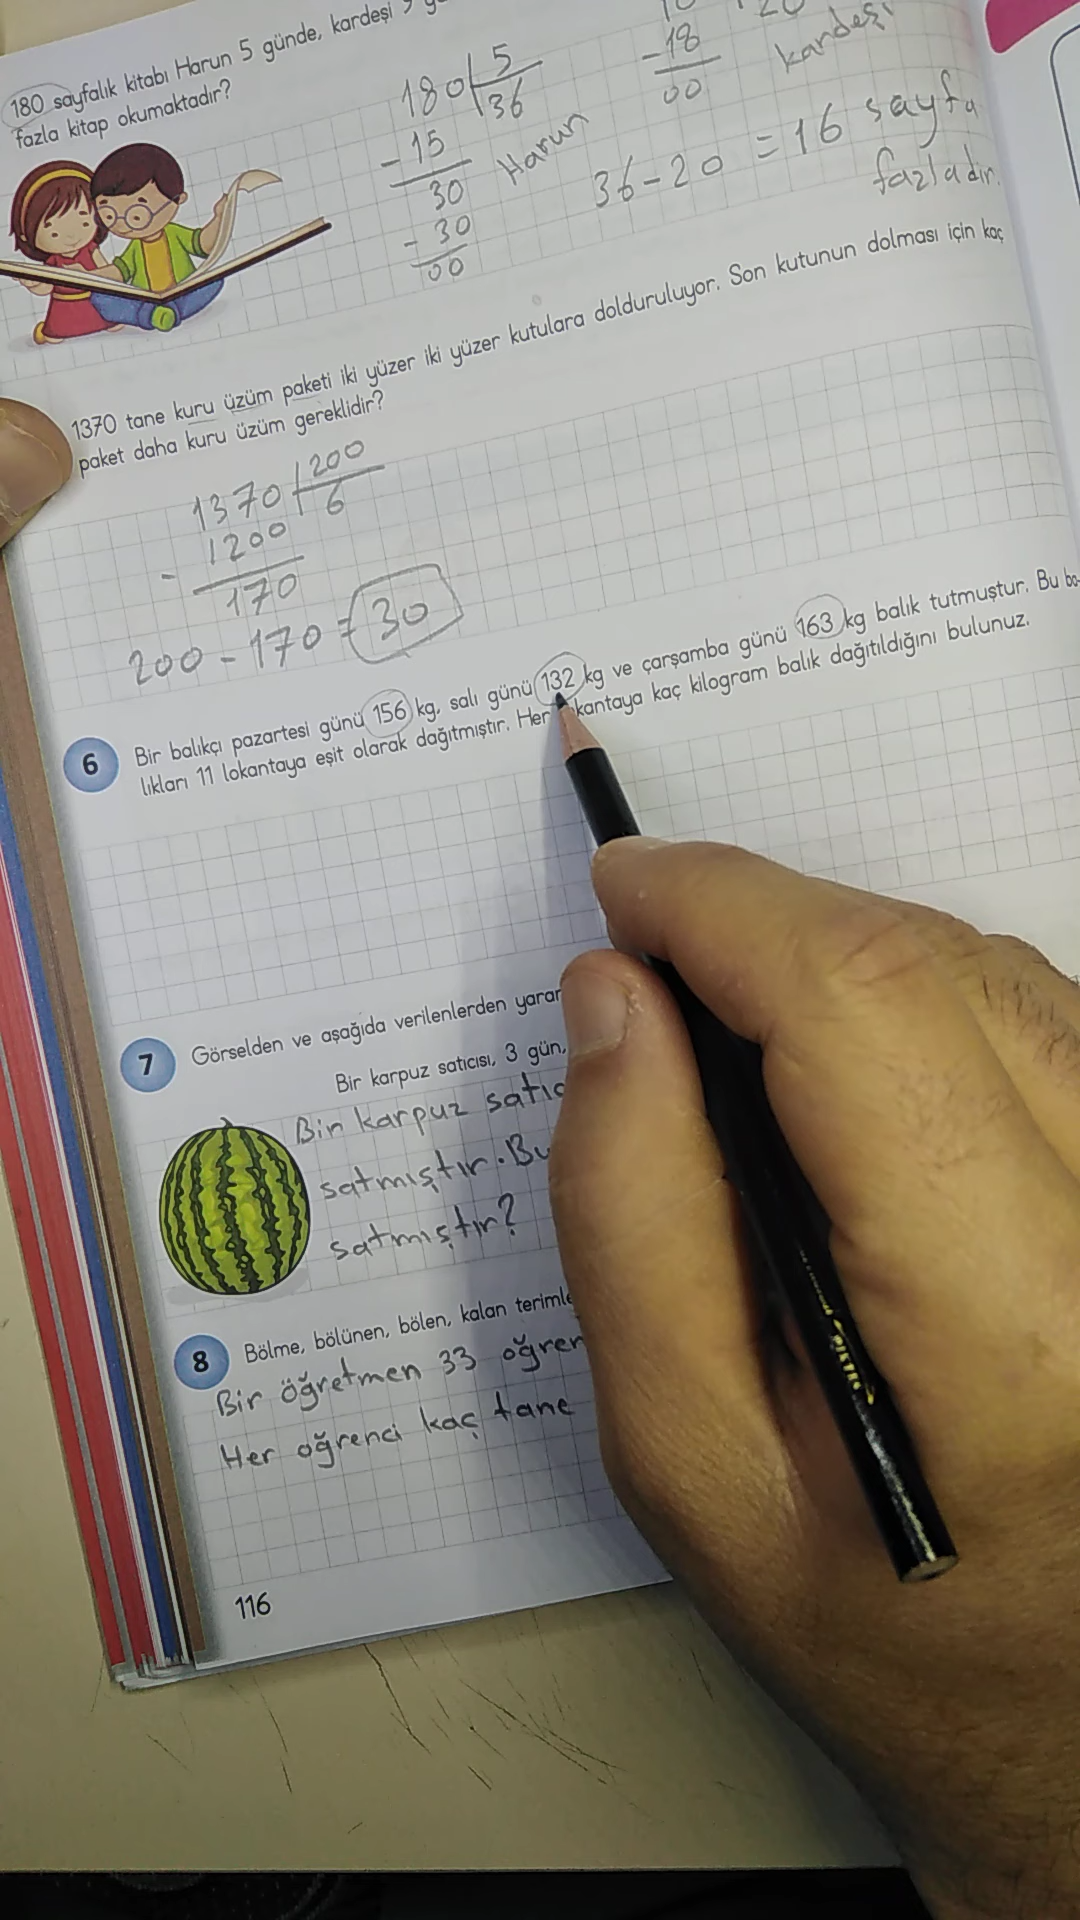 180 sayfalık kitabı Harun 5 günde, kardeşi 9
fazla kitap okumaktadır?
180 5
36
- 15
30
- 30
00
Harun
- 18
00
20
kardeşi
36-20 = 16 sayfa
fazladır.
1370 tane kuru üzüm paketi iki yüzer iki yüzer kutulara dolduruluyor. Son kutunun dolması için kaç
paket daha kuru üzüm gereklidir?
1370 200
6
- 1200
170
200 - 170 = 30
6 Bir balıkçı pazartesi günü 156 kg, salı günü 132 kg ve çarşamba günü 163 kg balık tutmuştur. Bu ba-
lıkları 11 lokantaya eşit olarak dağıtmıştır. Her kantaya kaç kilogram balık dağıtıldığını bulunuz.
7 Görselden ve aşağıda verilenlerden yarar
Bir karpuz satıcısı, 3 gün,
Bir karpuz satıc
satmıştır. Bu
satmıştır?
8 Bölme, bölünen, bölen, kalan terimle
Bir öğretmen 33 öğren
Her öğrenci kaç tane
116